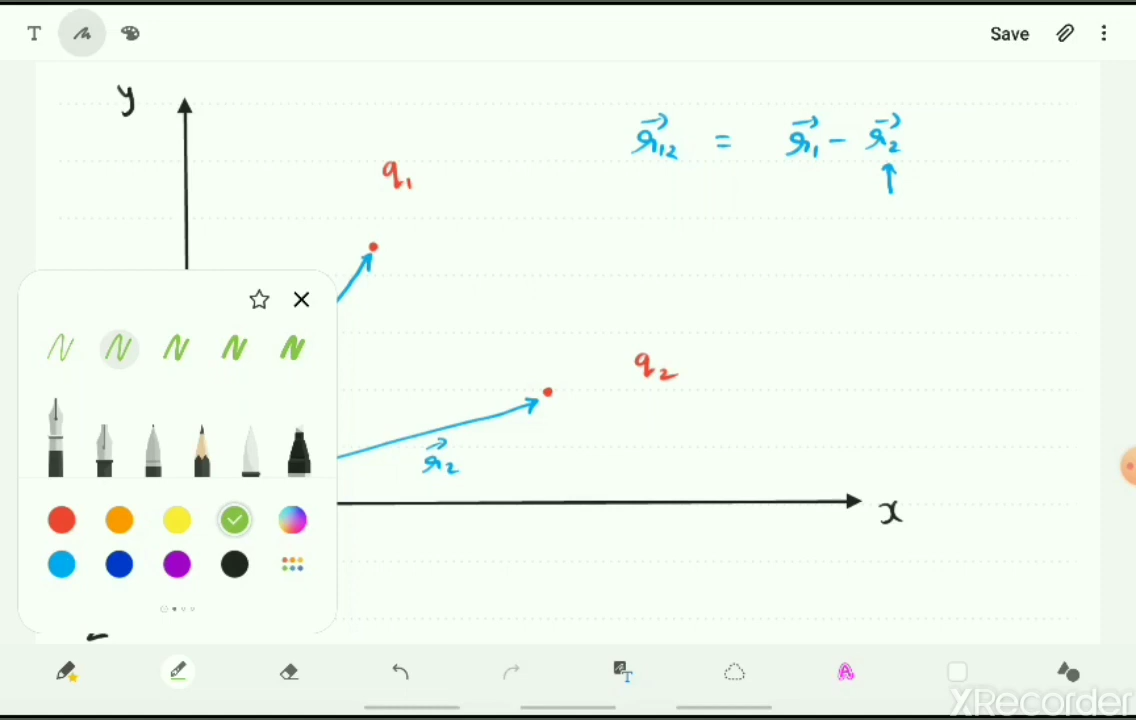 T Save
y
r⃗₁₂ = r⃗₁ - r⃗₂
q₁
q₂
r⃗₂
x
XRecorder